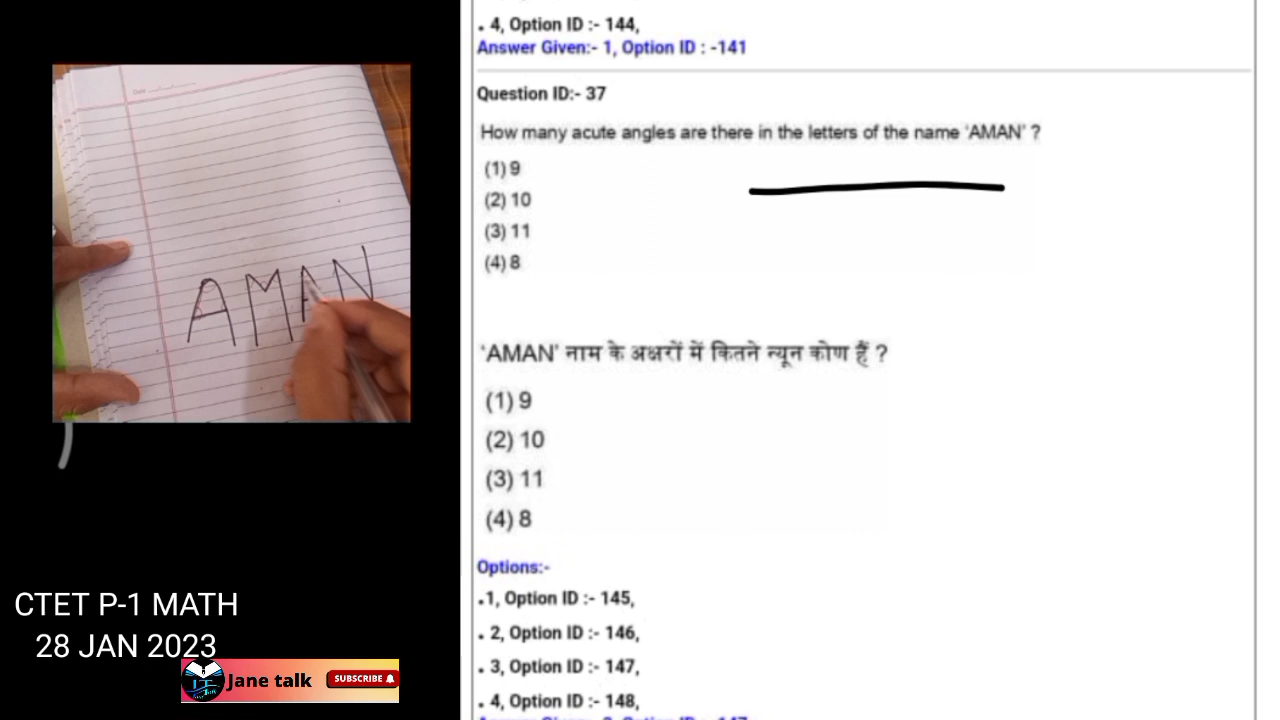 . 4, Option ID :- 144,
Answer Given:- 1, Option ID : -141
Question ID:- 37
How many acute angles are there in the letters of the name ‘AMAN’ ?
(1) 9
(2) 10
(3) 11
(4) 8
‘AMAN’ नाम के अक्षरों में कितने न्यून कोण हैं ?
(1) 9
(2) 10
(3) 11
(4) 8
Options:-
.1, Option ID :- 145,
. 2, Option ID :- 146,
. 3, Option ID :- 147,
. 4, Option ID :- 148,
AMAN
CTET P-1 MATH
28 JAN 2023
Jane talk
SUBSCRIBE